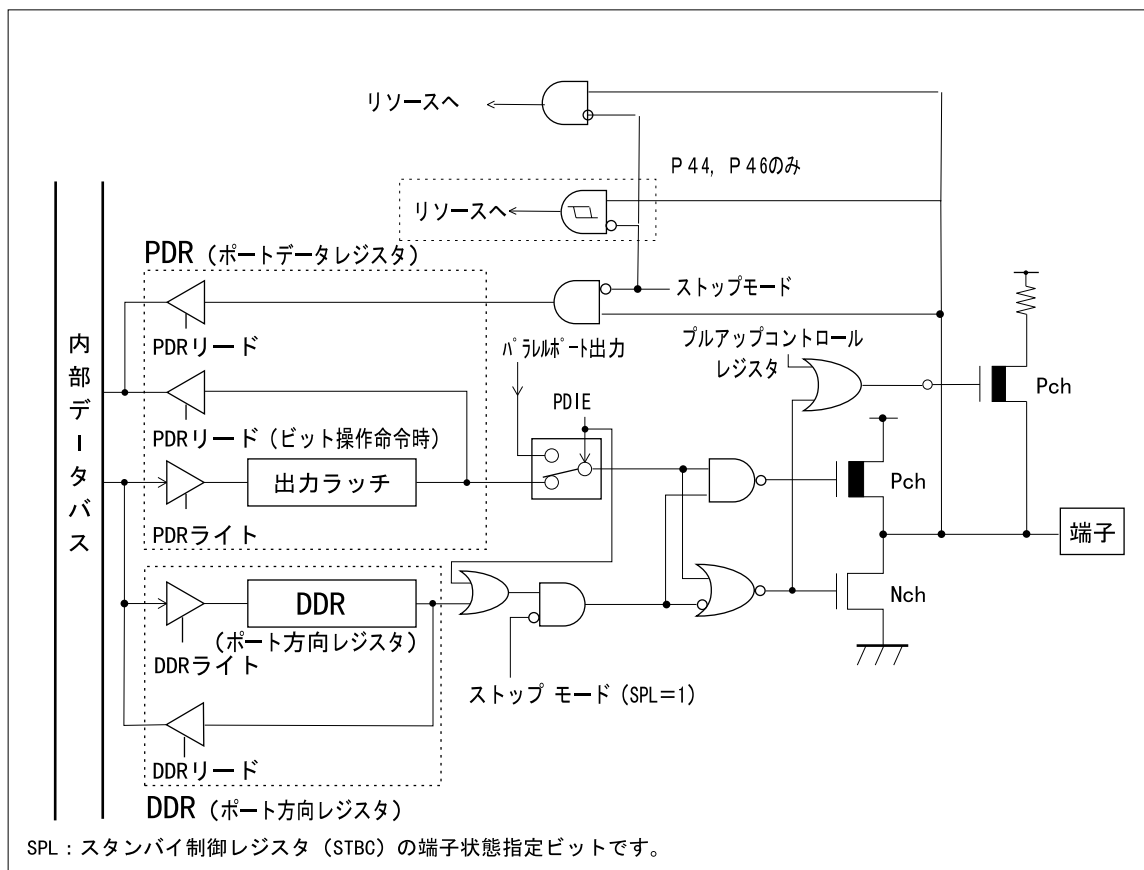 リソースへ
P44, P46のみ
リソースへ
PDR (ポートデータレジスタ)
ストップモード
内部データバス
PDRリード
パラレルポート出力
プルアップコントロール
レジスタ
Pch
PDIE
PDRリード (ビット操作命令時)
出力ラッチ
Pch
PDRライト
端子
DDR
(ポート方向レジスタ)
Nch
DDRライト
ストップ モード (SPL=1)
DDRリード
DDR (ポート方向レジスタ)
SPL : スタンバイ制御レジスタ (STBC) の端子状態指定ビットです。